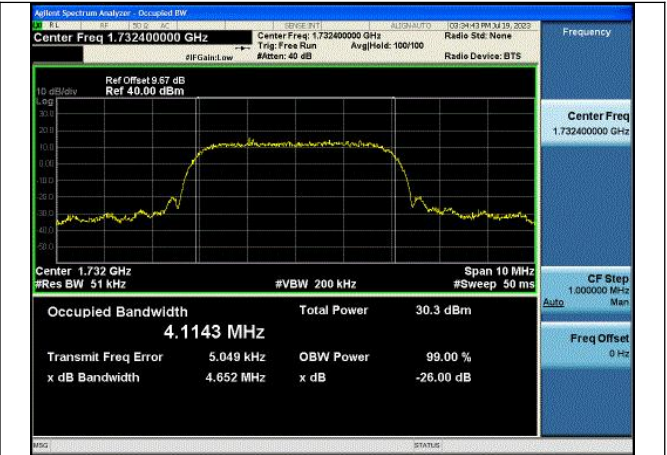 Agilent Spectrum Analyzer - Occupied BW
RL RF 50 Ω AC SENSE:INT ALIGN AUTO 03:34:43 PM Jul 19, 2023
Center Freq 1.732400000 GHz Center Freq: 1.732400000 GHz Radio Std: None Frequency
Trig: Free Run Avg|Hold: 100/100
#IFGain:Low #Atten: 40 dB Radio Device: BTS
Ref Offset 9.67 dB
10 dB/div Ref 40.00 dBm
Log
30.0
20.0
10.0
0.00
-10.0
-20.0
-30.0
-40.0
-50.0
Center Freq
1.732400000 GHz
Center 1.732 GHz Span 10 MHz
#Res BW 51 kHz #VBW 200 kHz #Sweep 50 ms
CF Step
1.000000 MHz
Auto Man
Occupied Bandwidth Total Power 30.3 dBm
4.1143 MHz
Transmit Freq Error 5.049 kHz OBW Power 99.00 %
x dB Bandwidth 4.652 MHz x dB -26.00 dB
Freq Offset
0 Hz
MSG STATUS